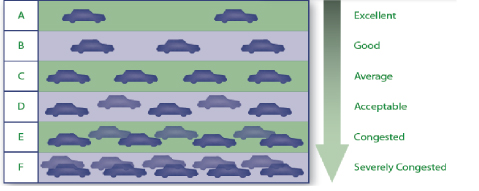 A Excellent
B Good
C Average
D Acceptable
E Congested
F Severely Congested